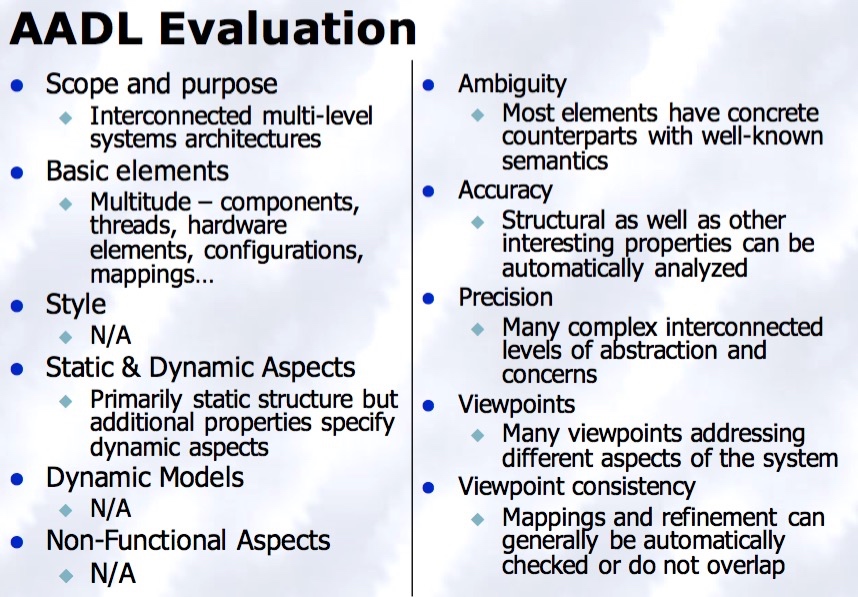 AADL Evaluation
Scope and purpose
Interconnected multi-level
systems architectures
Basic elements
Multitude – components,
threads, hardware
elements, configurations,
mappings...
Style
N/A
Static & Dynamic Aspects
Primarily static structure but
additional properties specify
dynamic aspects
Dynamic Models
N/A
Non-Functional Aspects
N/A
Ambiguity
Most elements have concrete
counterparts with well-known
semantics
Accuracy
Structural as well as other
interesting properties can be
automatically analyzed
Precision
Many complex interconnected
levels of abstraction and
concerns
Viewpoints
Many viewpoints addressing
different aspects of the system
Viewpoint consistency
Mappings and refinement can
generally be automatically
checked or do not overlap